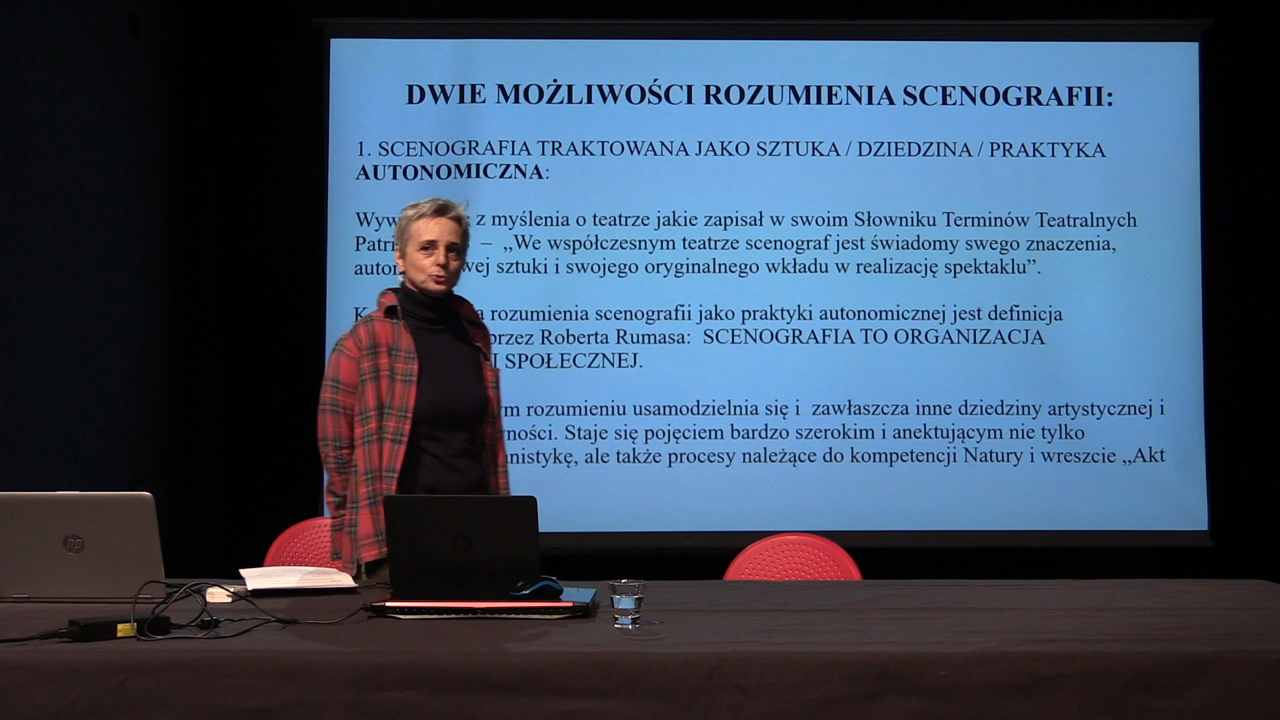 DWIE MOŻLIWOŚCI ROZUMIENIA SCENOGRAFII:
1. SCENOGRAFIA TRAKTOWANA JAKO SZTUKA / DZIEDZINA / PRAKTYKA
AUTONOMICZNA:
z myślenia o teatrze jakie zapisał w swoim Słowniku Terminów Teatralnych
– „We współczesnym teatrze scenograf jest świadomy swego znaczenia,
sztuki i swojego oryginalnego wkładu w realizację spektaklu”.
rozumienia scenografii jako praktyki autonomicznej jest definicja
przez Roberta Rumasa: SCENOGRAFIA TO ORGANIZACJA
SPOŁECZNEJ.
rozumieniu usamodzielnia się i zawłaszcza inne dziedziny artystycznej i
Staje się pojęciem bardzo szerokim i anektującym nie tylko
ale także procesy należące do kompetencji Natury i wreszcie „Akt
hp